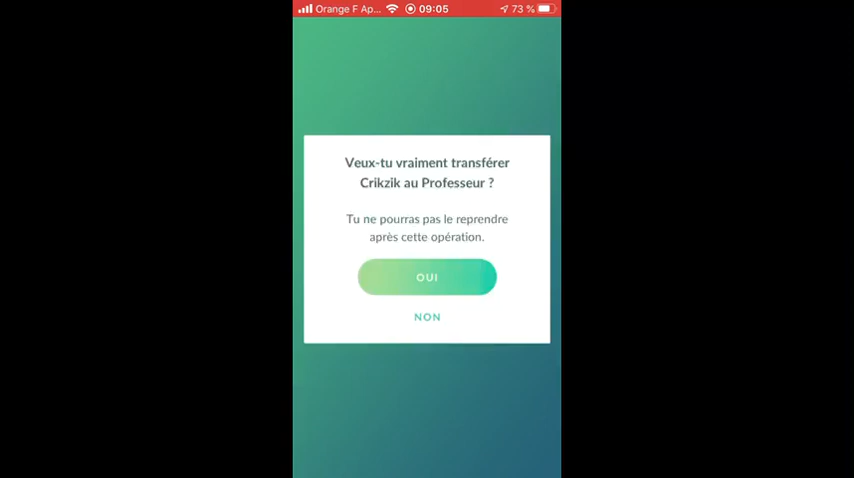 Orange F Ap... 09:05 73 %
Veux-tu vraiment transférer
Crikzik au Professeur ?
Tu ne pourras pas le reprendre
après cette opération.
OUI
NON